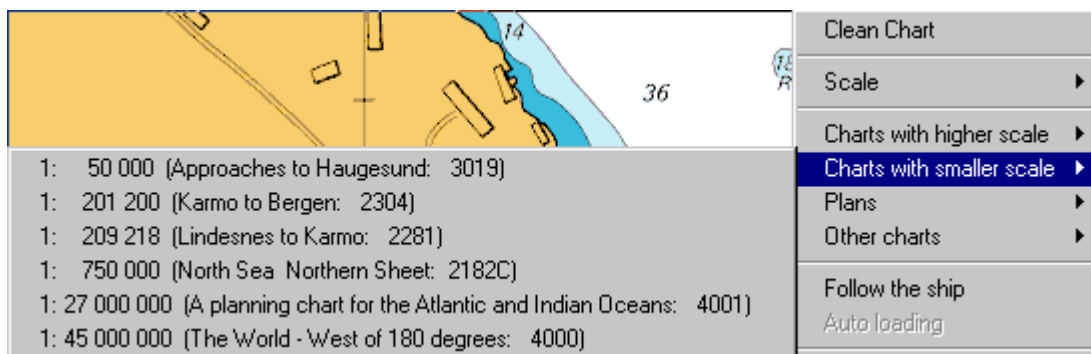 14
36
18
R
Clean Chart
Scale
Charts with higher scale
Charts with smaller scale
Plans
Other charts
Follow the ship
Auto loading
1: 50 000 (Approaches to Haugesund: 3019)
1: 201 200 (Karmo to Bergen: 2304)
1: 209 218 (Lindesnes to Karmo: 2281)
1: 750 000 (North Sea Northern Sheet: 2182C)
1: 27 000 000 (A planning chart for the Atlantic and Indian Oceans: 4001)
1: 45 000 000 (The World - West of 180 degrees: 4000)